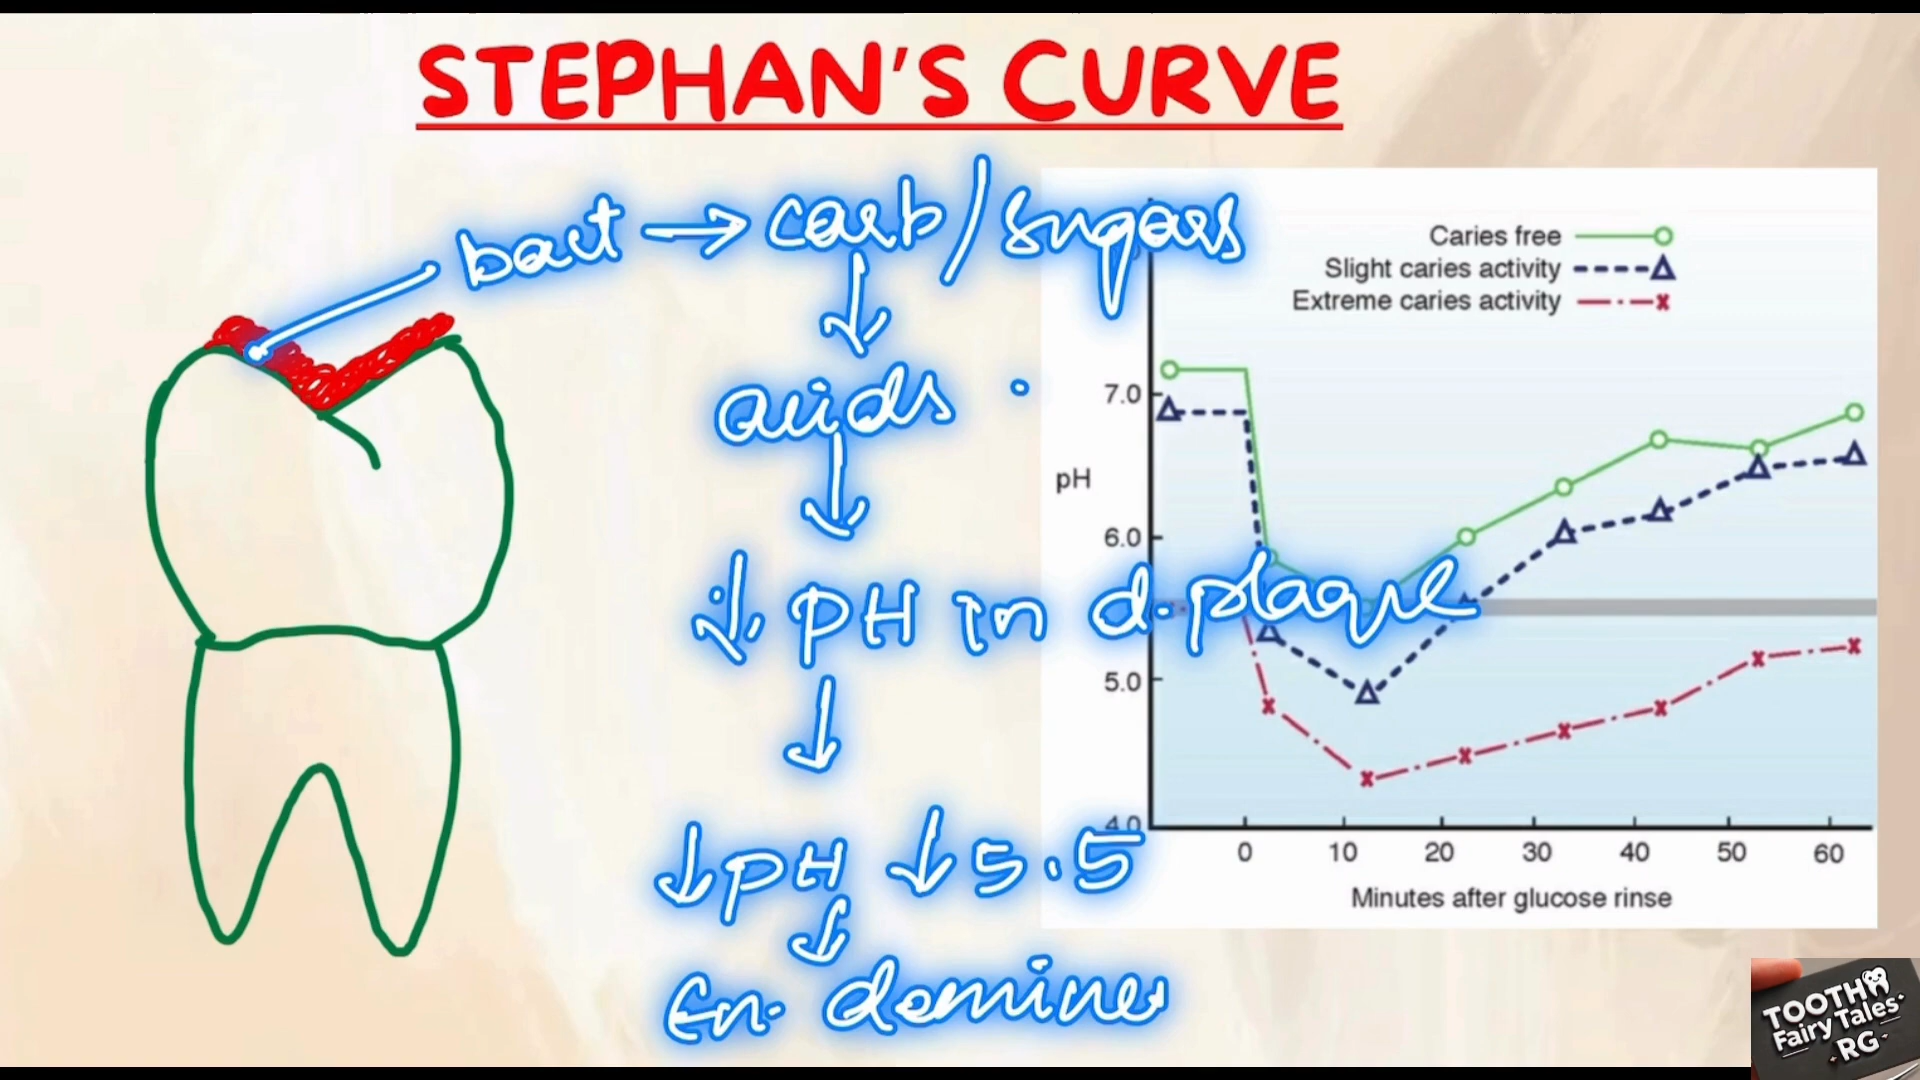 STEPHAN'S CURVE
bact → carb/sugars
↓
acids
↓
↓ pH in d. plaque
↓
↓pH ↓5.5
↓
En. deminer
Caries free
Slight caries activity
Extreme caries activity
7.0
pH
6.0
5.0
4.0
0 10 20 30 40 50 60
Minutes after glucose rinse
TOOTH
Fairy Tales
RG